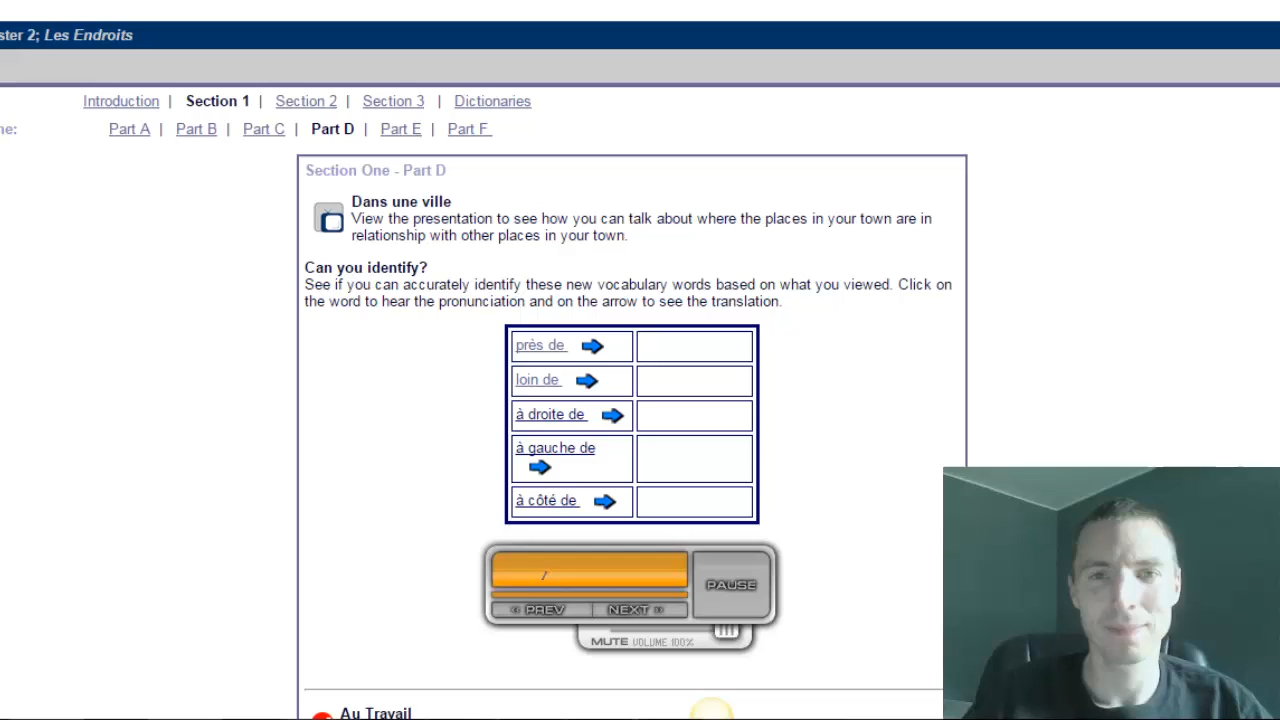 ster 2; Les Endroits
Introduction | Section 1 | Section 2 | Section 3 | Dictionaries
ne: Part A | Part B | Part C | Part D | Part E | Part F
Section One - Part D
Dans une ville
View the presentation to see how you can talk about where the places in your town are in
relationship with other places in your town.
Can you identify?
See if you can accurately identify these new vocabulary words based on what you viewed. Click on
the word to hear the pronunciation and on the arrow to see the translation.
près de
loin de
à droite de
à gauche de
à côté de
/
PAUSE
« PREV NEXT »
MUTE VOLUME 100%
Au Travail